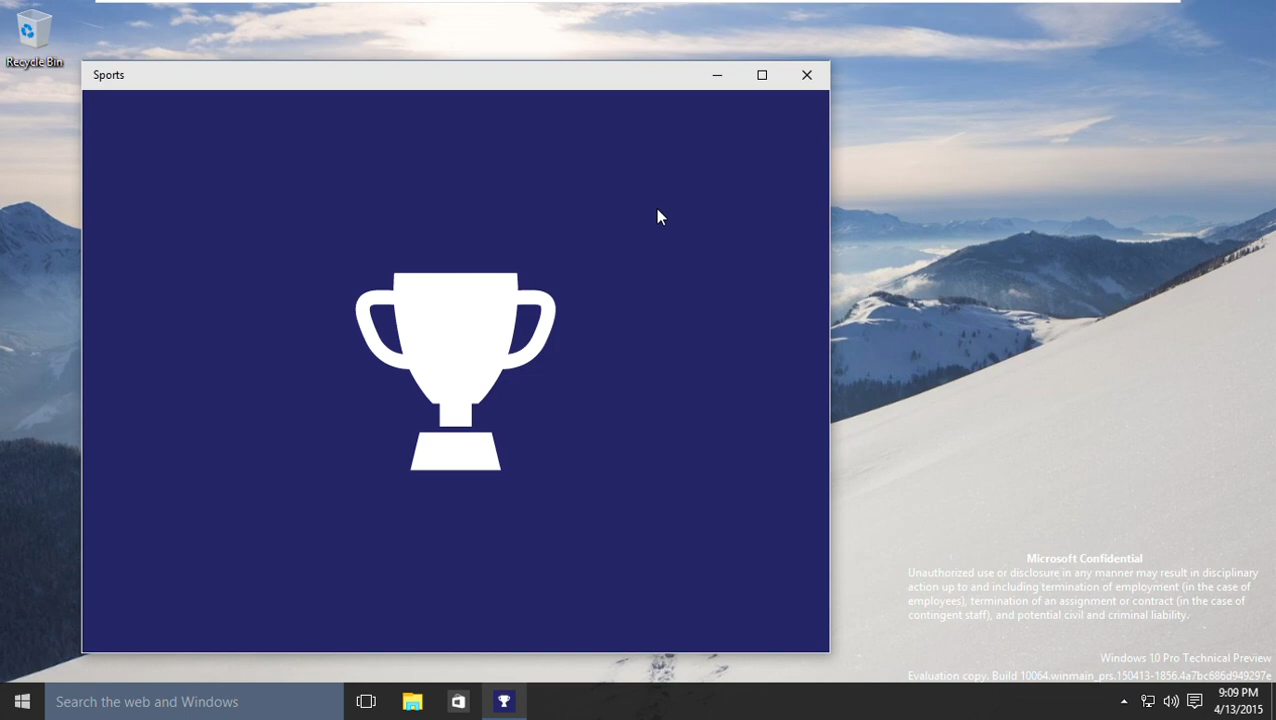 Recycle Bin
Sports
Microsoft Confidential
Unauthorized use or disclosure in any manner may result in disciplinary
action up to and including termination of employment (in the case of
employees), termination of an assignment or contract (in the case of
contingent staff), and potential civil and criminal liability.
Windows 10 Pro Technical Preview
Evaluation copy. Build 10064.winmain_prs.150413-1856.4a7bc686d949297e
Search the web and Windows
9:09 PM
4/13/2015